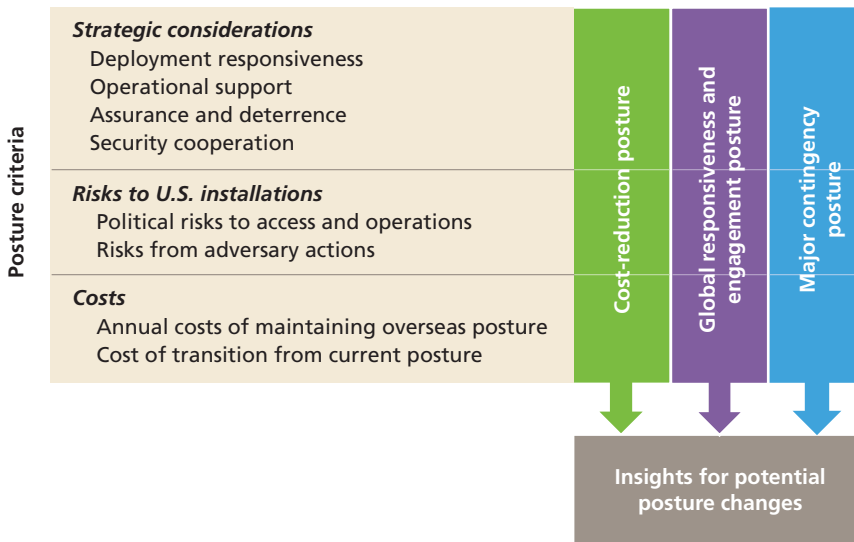 Posture criteria
Strategic considerations
Deployment responsiveness
Operational support
Assurance and deterrence
Security cooperation
Risks to U.S. installations
Political risks to access and operations
Risks from adversary actions
Costs
Annual costs of maintaining overseas posture
Cost of transition from current posture
Cost-reduction posture
Global responsiveness and
engagement posture
Major contingency
posture
Insights for potential
posture changes